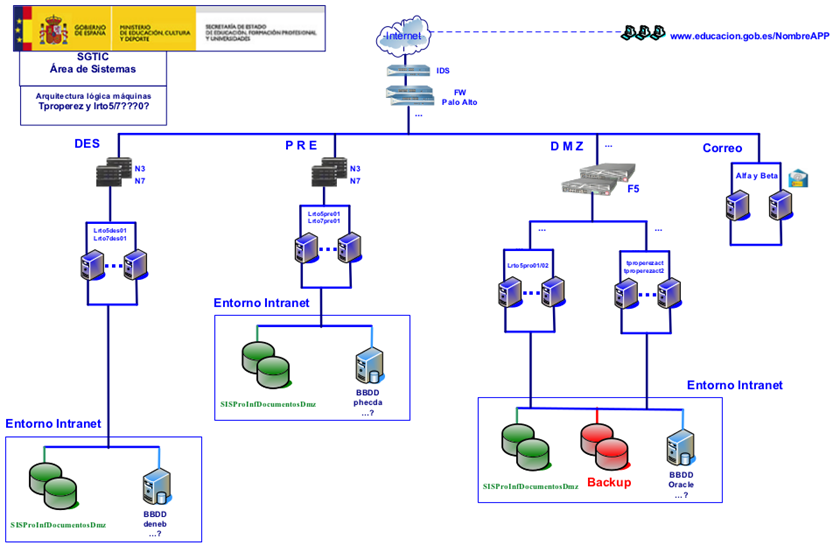 GOBIERNO
DE ESPAÑA
MINISTERIO
DE EDUCACIÓN, CULTURA
Y DEPORTE
SECRETARÍA DE ESTADO
DE EDUCACIÓN, FORMACIÓN PROFESIONAL
Y UNIVERSIDADES
SGTIC
Área de Sistemas
Arquitectura lógica máquinas
Tproperez y lrto5/7???0?
Internet
www.educacion.gob.es/NombreAPP
IDS
FW
Palo Alto
...
DES
N3
N7
Lrto5des01
Lrto7des01
...
Entorno Intranet
SISProInfDocumentosDmz
BBDD
deneb
...?
P R E
N3
N7
Lrto5pre01
Lrto7pre01
...
Entorno Intranet
SISProInfDocumentosDmz
BBDD
phecda
...?
D M Z
...
F5
...
...
Lrto5pro01/02
...
tproperezact
tproperezact2
...
Entorno Intranet
SISProInfDocumentosDmz
Backup
BBDD
Oracle
...?
Correo
Alfa y Beta